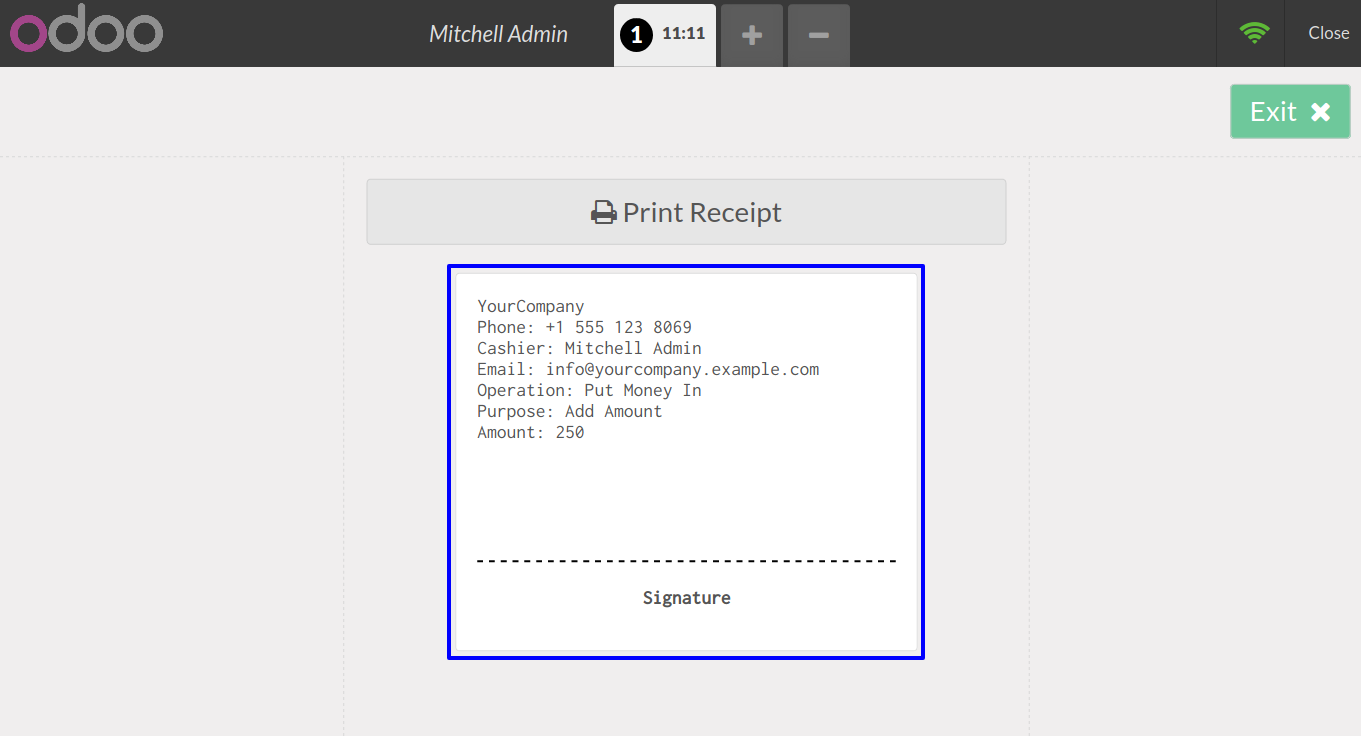 odoo
Mitchell Admin
1 11:11
Close
Exit
Print Receipt
YourCompany
Phone: +1 555 123 8069
Cashier: Mitchell Admin
Email: info@yourcompany.example.com
Operation: Put Money In
Purpose: Add Amount
Amount: 250
Signature